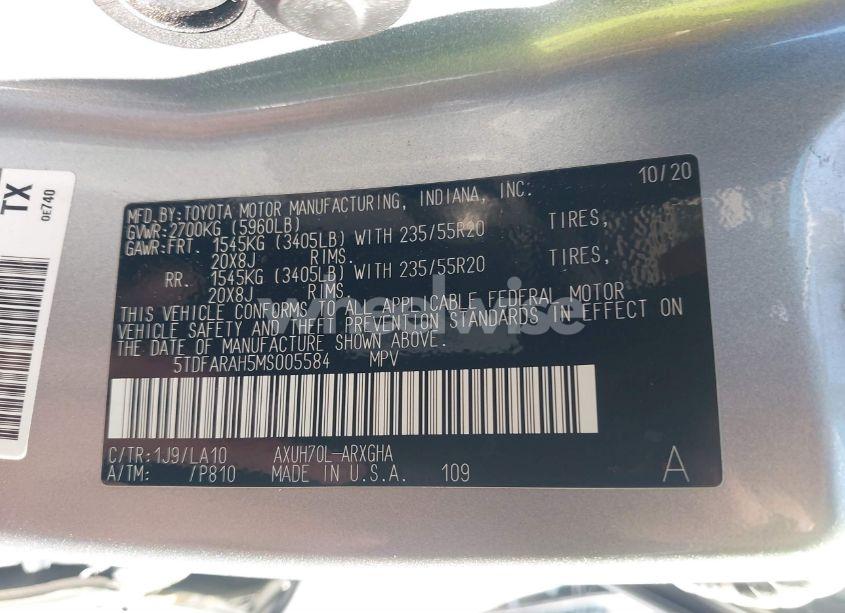 TX
0E740
10/20
MFD.BY:TOYOTA MOTOR MANUFACTURING, INDIANA, INC.
GVWR:2700KG (5960LB)
GAWR:FRT. 1545KG (3405LB) WITH 235/55R20 TIRES,
20X8J RIMS.
RR. 1545KG (3405LB) WITH 235/55R20 TIRES,
20X8J RIMS.
THIS VEHICLE CONFORMS TO ALL APPLICABLE FEDERAL MOTOR
VEHICLE SAFETY AND THEFT PREVENTION STANDARDS IN EFFECT ON
THE DATE OF MANUFACTURE SHOWN ABOVE.
5TDFARAH5MS005584 MPV
C/TR:1J9/LA10 AXUH70L-ARXGHA
A/TM: /P810 MADE IN U.S.A. 109 A
wheelwise